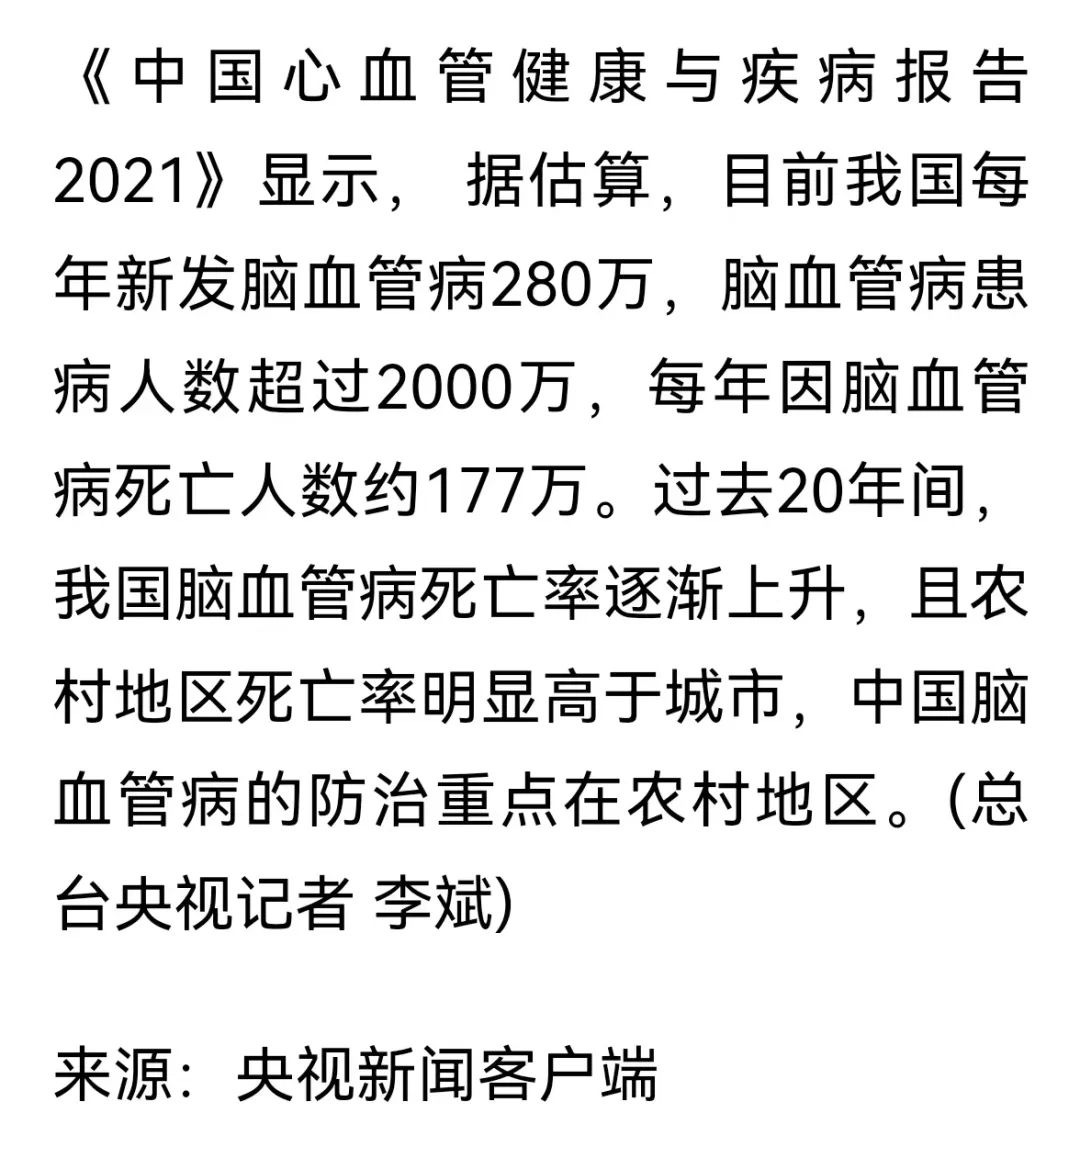 《中国心血管健康与疾病报告
2021》显示， 据估算，目前我国每
年新发脑血管病280万，脑血管病患
病人数超过2000万，每年因脑血管
病死亡人数约177万。过去20年间，
我国脑血管病死亡率逐渐上升，且农
村地区死亡率明显高于城市，中国脑
血管病的防治重点在农村地区。(总
台央视记者 李斌)
来源：央视新闻客户端